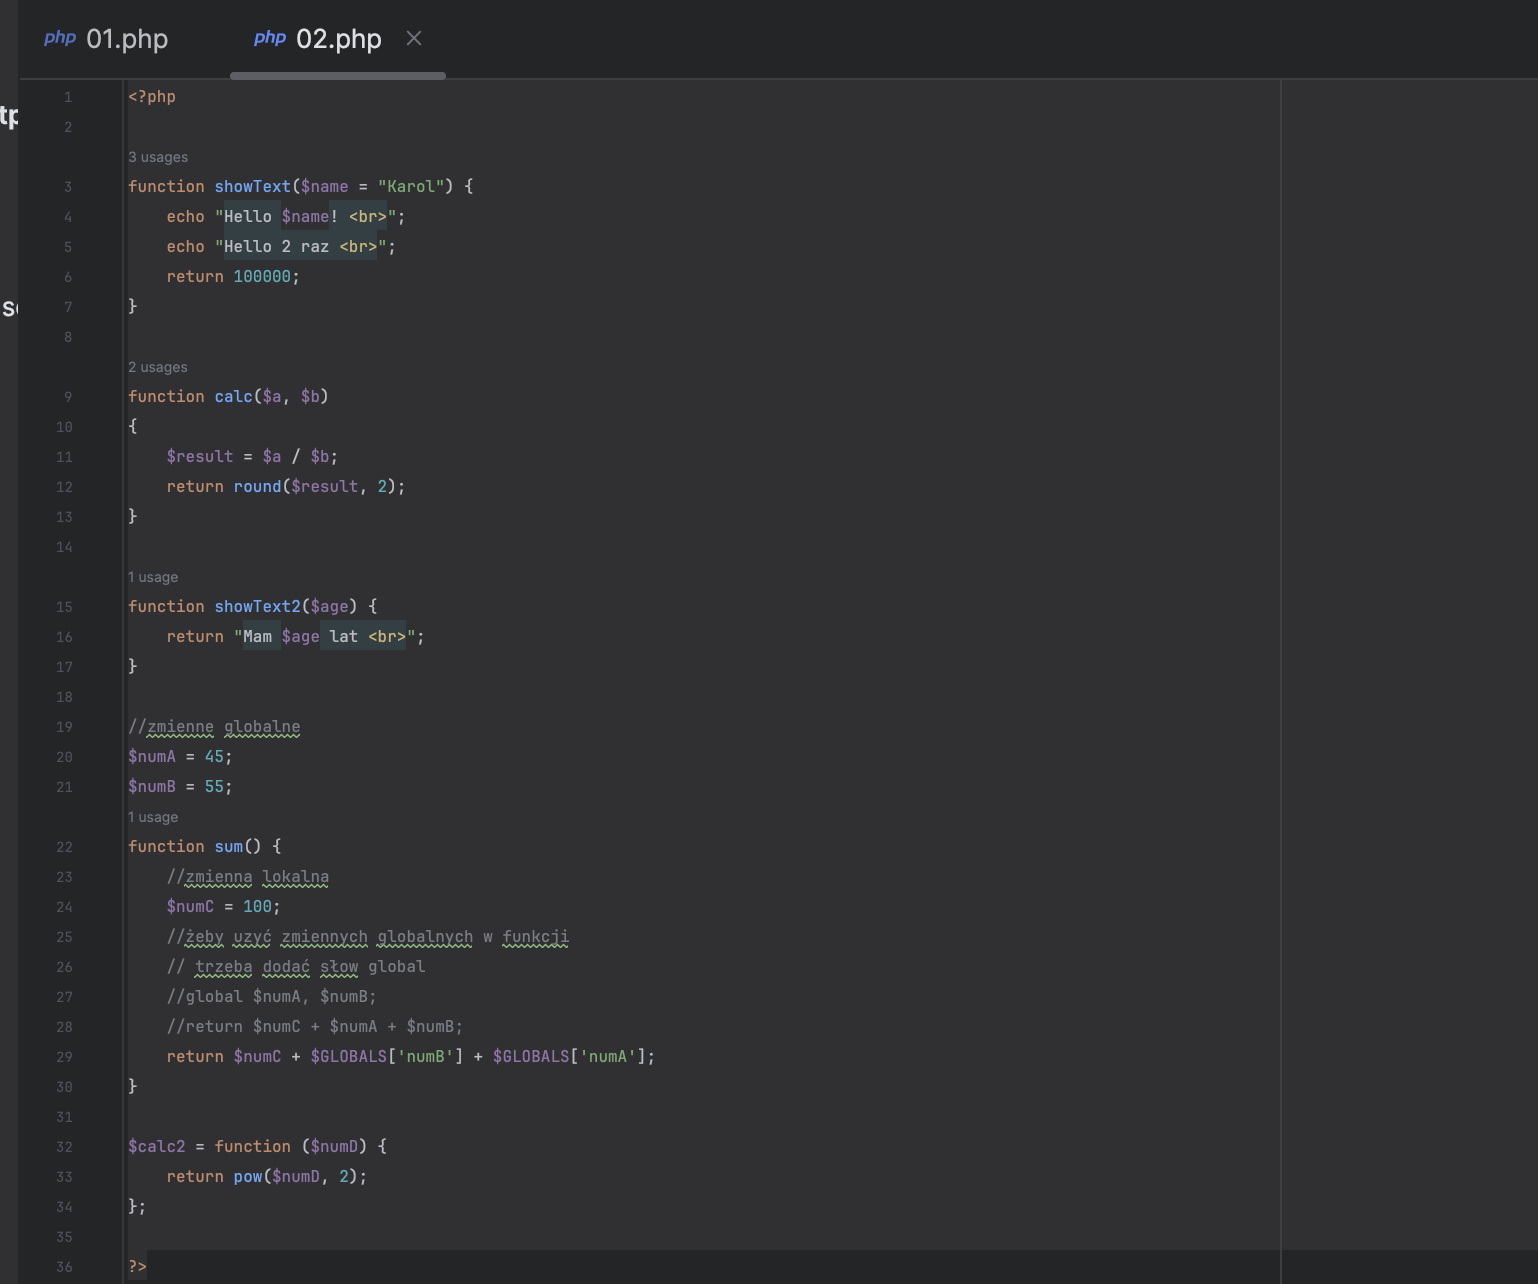 php 01.php php 02.php
tp
1 <?php
2
3 usages
3 function showText($name = "Karol") {
4     echo "Hello $name! <br>";
5     echo "Hello 2 raz <br>";
6     return 100000;
7 }
8
2 usages
9 function calc($a, $b)
10 {
11     $result = $a / $b;
12     return round($result, 2);
13 }
14
1 usage
15 function showText2($age) {
16     return "Mam $age lat <br>";
17 }
18
19 //zmienne globalne
20 $numA = 45;
21 $numB = 55;
1 usage
22 function sum() {
23     //zmienna lokalna
24     $numC = 100;
25     //żeby uzyć zmiennych globalnych w funkcji
26     // trzeba dodać słow global
27     //global $numA, $numB;
28     //return $numC + $numA + $numB;
29     return $numC + $GLOBALS['numB'] + $GLOBALS['numA'];
30 }
31
32 $calc2 = function ($numD) {
33     return pow($numD, 2);
34 };
35
36 ?>